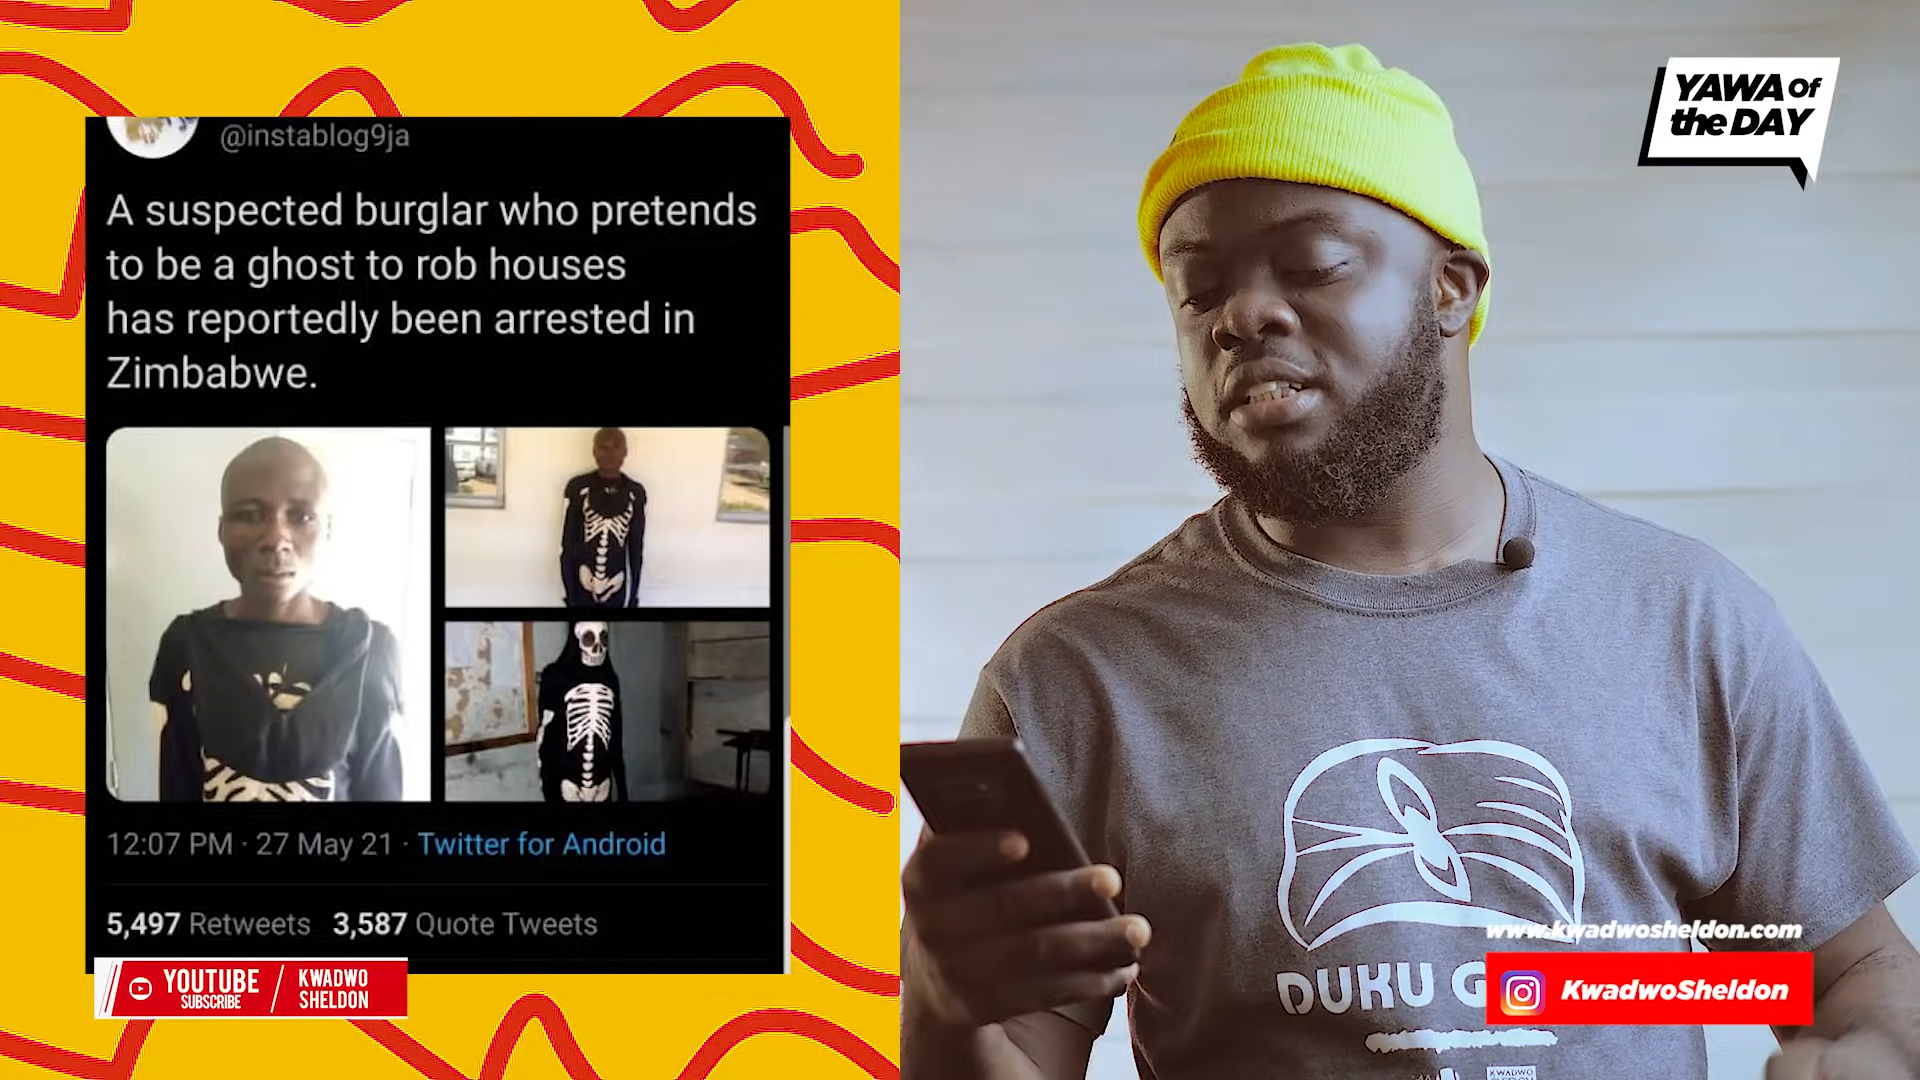 @instablog9ja
A suspected burglar who pretends
to be a ghost to rob houses
has reportedly been arrested in
Zimbabwe.
12:07 PM · 27 May 21 · Twitter for Android
5,497 Retweets 3,587 Quote Tweets
YOUTUBE
SUBSCRIBE
/
KWADWO
SHELDON
YAWA of
the DAY
DUKU G
www.kwadwosheldon.com
KwadwoSheldon
KWADWO